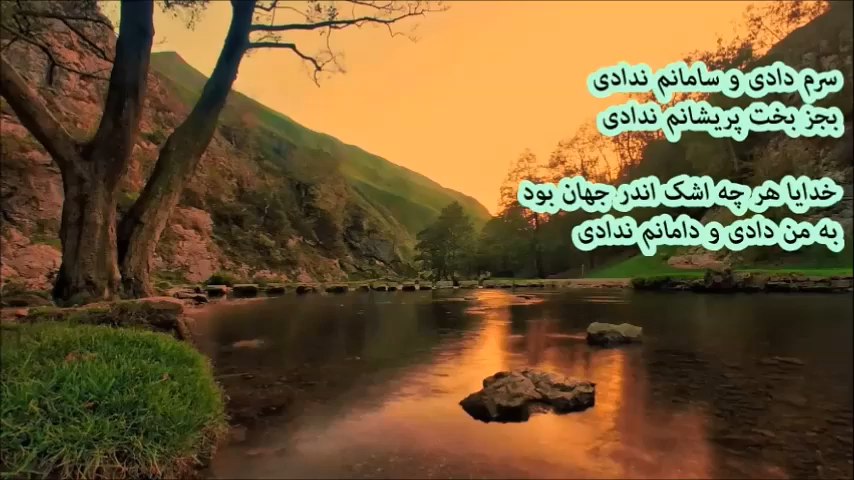 سرم دادی و سامانم ندادی
بجز بخت پریشانم ندادی
خدایا هر چه اشک اندر جهان بود
به من دادی و دامانم ندادی